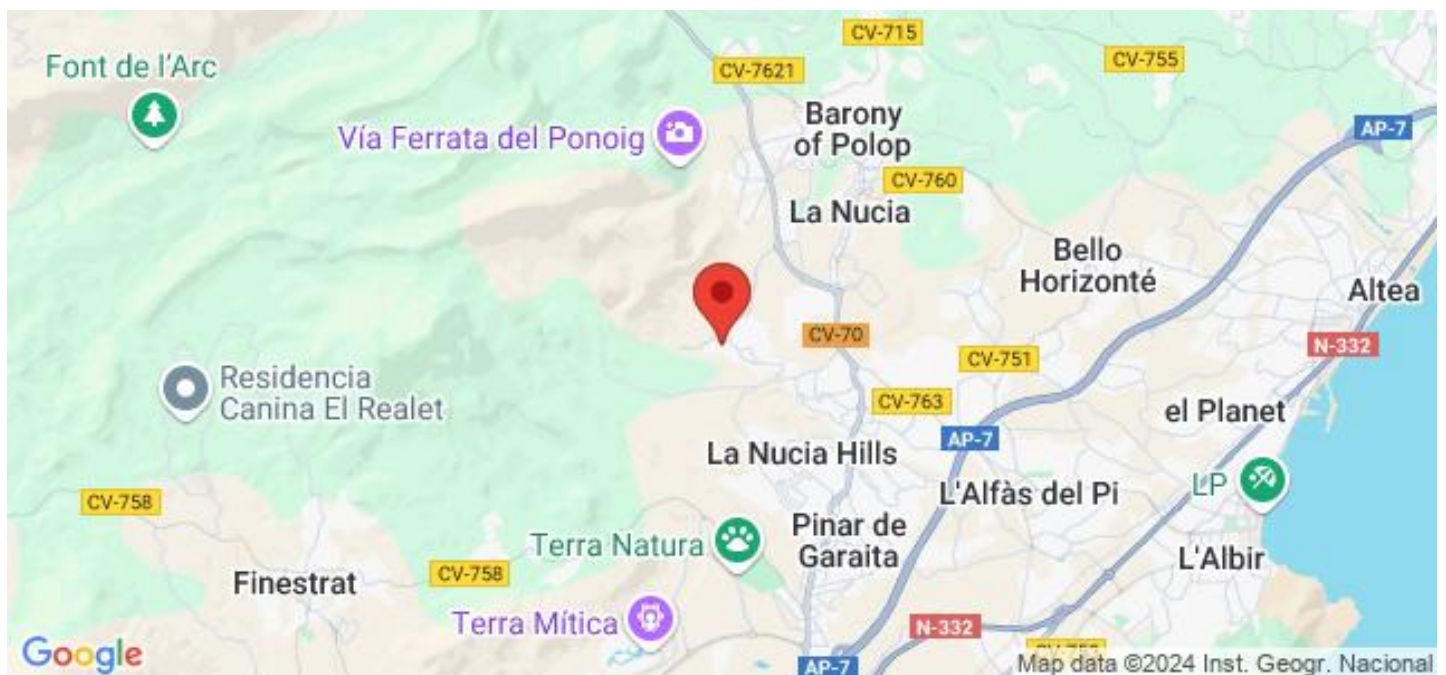 CV-715
CV-755
Font de l'Arc
CV-7621
Barony
of Polop
AP-7
Vía Ferrata del Ponoig
CV-760
La Nucia
Bello
Horizonté
Altea
CV-70
N-332
CV-751
Residencia
Canina El Realet
CV-763
el Planet
AP-7
La Nucia Hills
LP
L'Alfàs del Pi
CV-758
Pinar de
Garaita
Terra Natura
L'Albir
CV-758
Finestrat
Terra Mítica
N-332
Google
AP-7
Map data ©2024 Inst. Geogr. Nacional